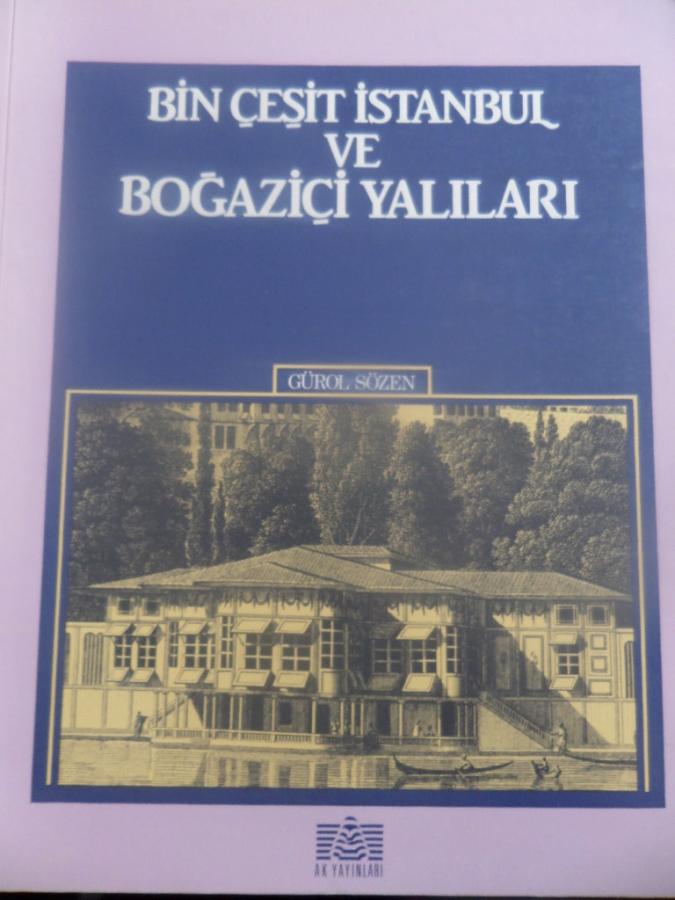 BİN ÇEŞİT İSTANBUL
VE
BOĞAZİÇİ YALILARI
GÜROL SÖZEN
AK YAYINLARI